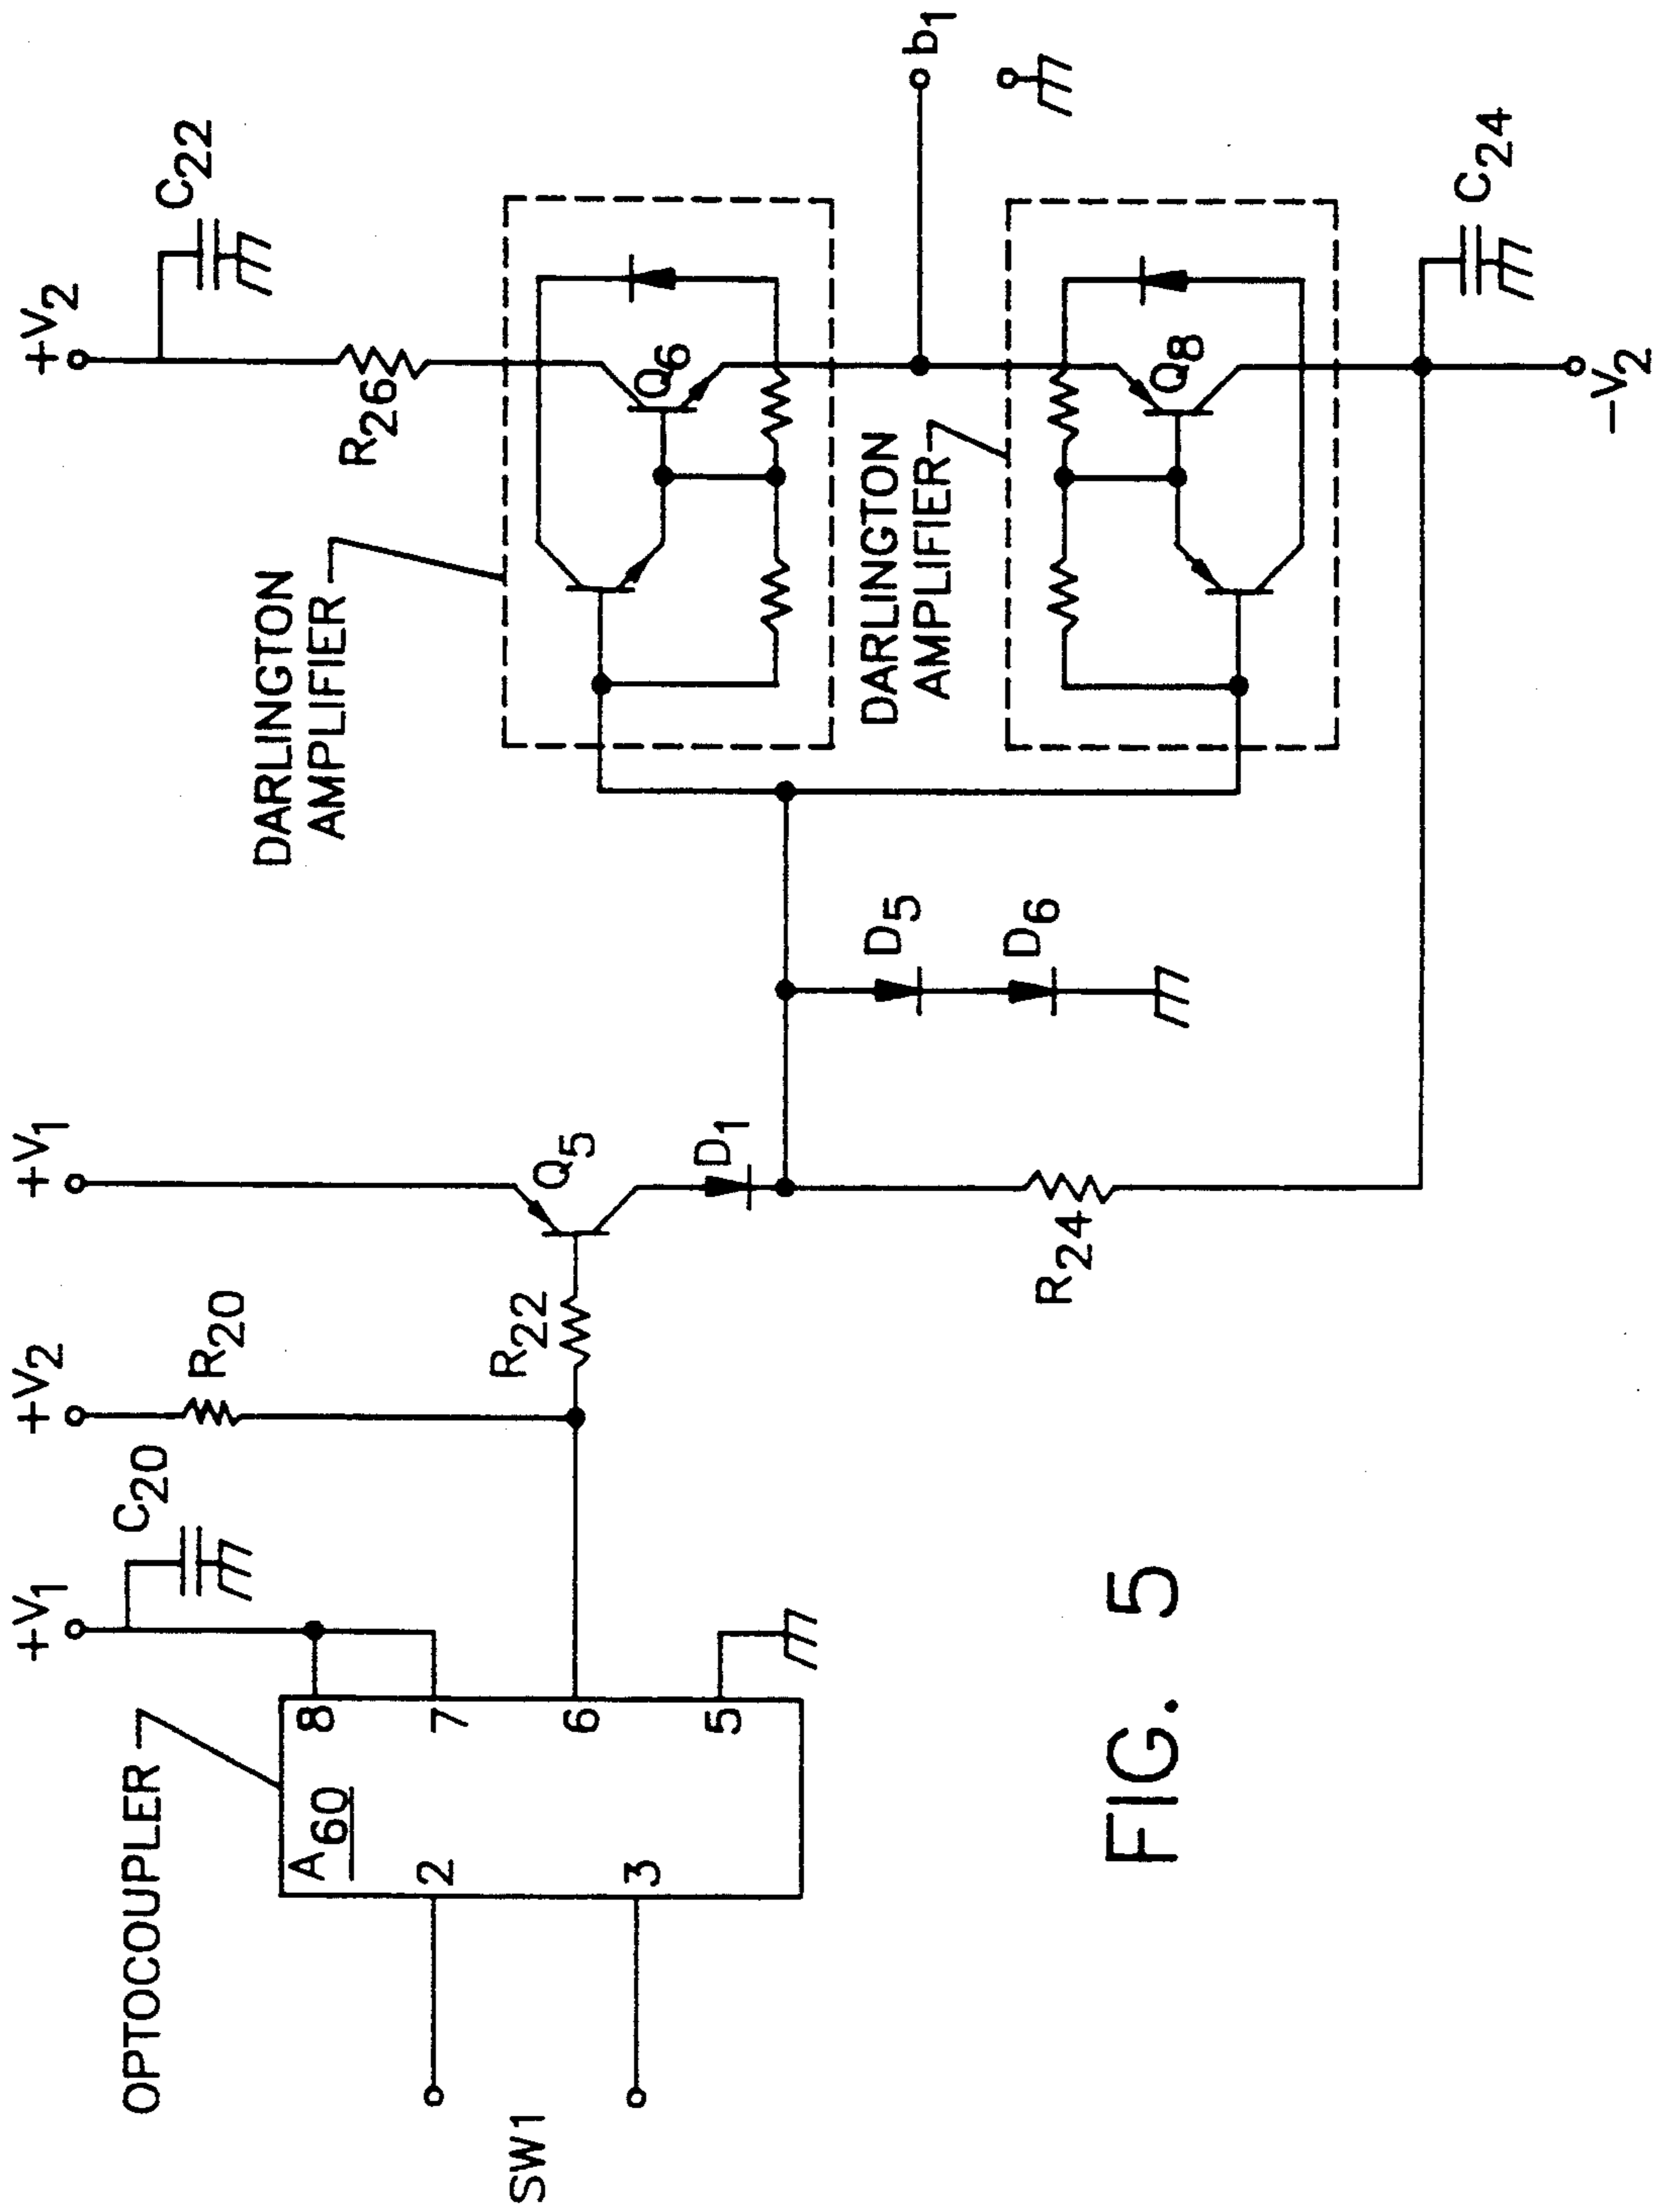 +V1
C20
+V2
R20
+V1
+V2
C22
OPTOCOUPLER
A60
8
7
6
5
2
3
SW1
R22
Q5
D1
R24
D5
D6
DARLINGTON
AMPLIFIER
R26
Q6
b1
DARLINGTON
AMPLIFIER
Q8
C24
−V2
FIG. 5